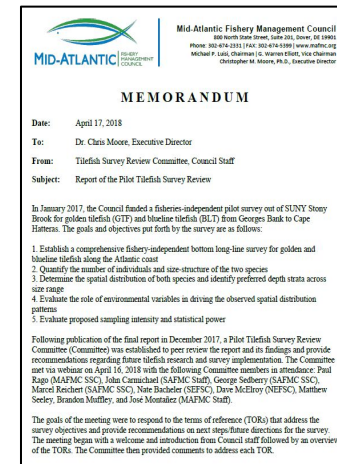 Mid-Atlantic Fishery Management Council
800 North State Street, Suite 201, Dover, DE 19901
Phone: 302-674-2331 | FAX: 302-674-5399 | www.mafmc.org
Michael P. Luisi, Chairman | G. Warren Elliott, Vice Chairman
Christopher M. Moore, Ph.D., Executive Director
MID-ATLANTIC FISHERY MANAGEMENT COUNCIL
MEMORANDUM
Date: April 17, 2018
To: Dr. Chris Moore, Executive Director
From: Tilefish Survey Review Committee, Council Staff
Subject: Report of the Pilot Tilefish Survey Review
In January 2017, the Council funded a fisheries-independent pilot survey out of SUNY Stony
Brook for golden tilefish (GTF) and blueline tilefish (BLT) from Georges Bank to Cape
Hatteras. The goals and objectives put forth by the survey are as follows:
1. Establish a comprehensive fishery-independent bottom long-line survey for golden and
blueline tilefish along the Atlantic coast
2. Quantify the number of individuals and size-structure of the two species
3. Determine the spatial distribution of both species and identify preferred depth strata across
size range
4. Evaluate the role of environmental variables in driving the observed spatial distribution
patterns
5. Evaluate proposed sampling intensity and statistical power
Following publication of the final report in December 2017, a Pilot Tilefish Survey Review
Committee (Committee) was established to peer review the report and its findings and provide
recommendations regarding future tilefish research and survey implementation. The Committee
met via webinar on April 16, 2018 with the following Committee members in attendance: Paul
Rago (MAFMC SSC), John Carmichael (SAFMC Staff), George Sedberry (SAFMC SSC),
Marcel Reichert (SAFMC SSC), Nate Bacheler (SEFSC), Dave McElroy (NEFSC), Matthew
Seeley, Brandon Muffley, and José Montañez (MAFMC Staff).
The goals of the meeting were to respond to the terms of reference (TORs) that address the
survey objectives and provide recommendations on next steps/future directions for the survey.
The meeting began with a welcome and introduction from Council staff followed by an overview
of the TORs. The Committee then provided comments to address each TOR.